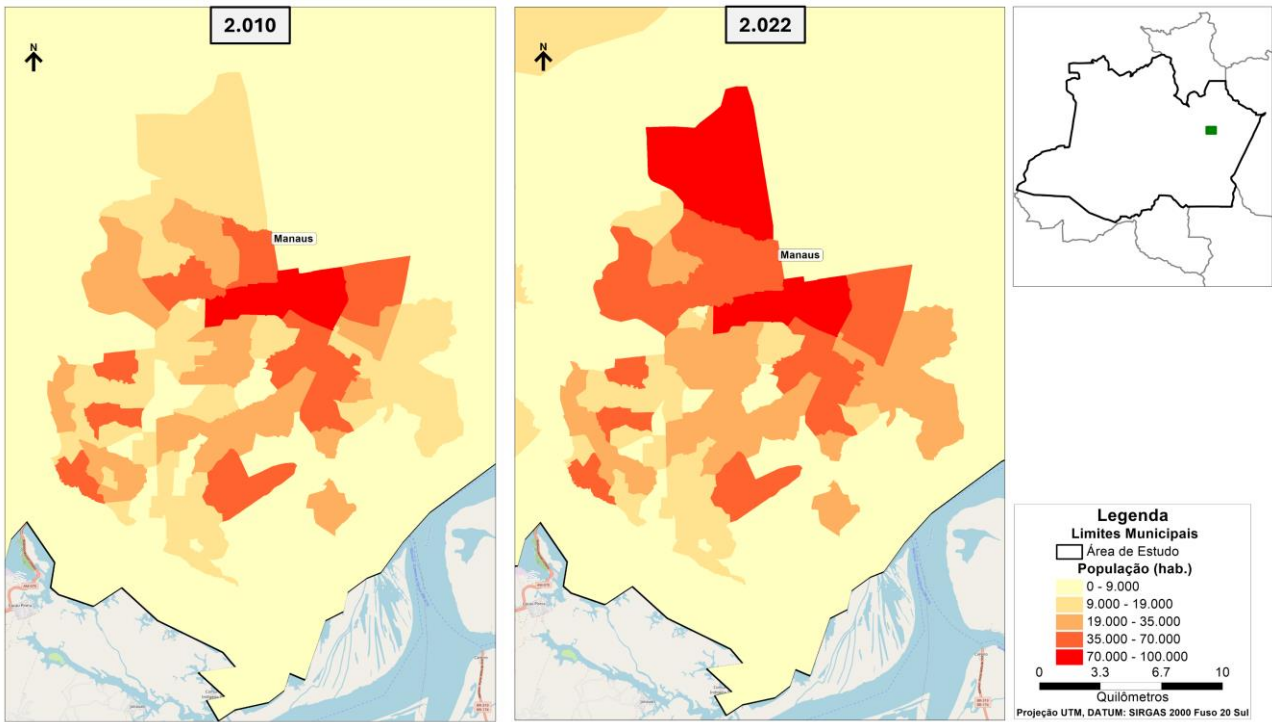 2.010
N
Manaus
2.022
N
Manaus
Legenda
Limites Municipais
Área de Estudo
População (hab.)
0 - 9.000
9.000 - 19.000
19.000 - 35.000
35.000 - 70.000
70.000 - 100.000
0 3.3 6.7 10
Quilômetros
Projeção UTM, DATUM: SIRGAS 2000 Fuso 20 Sul